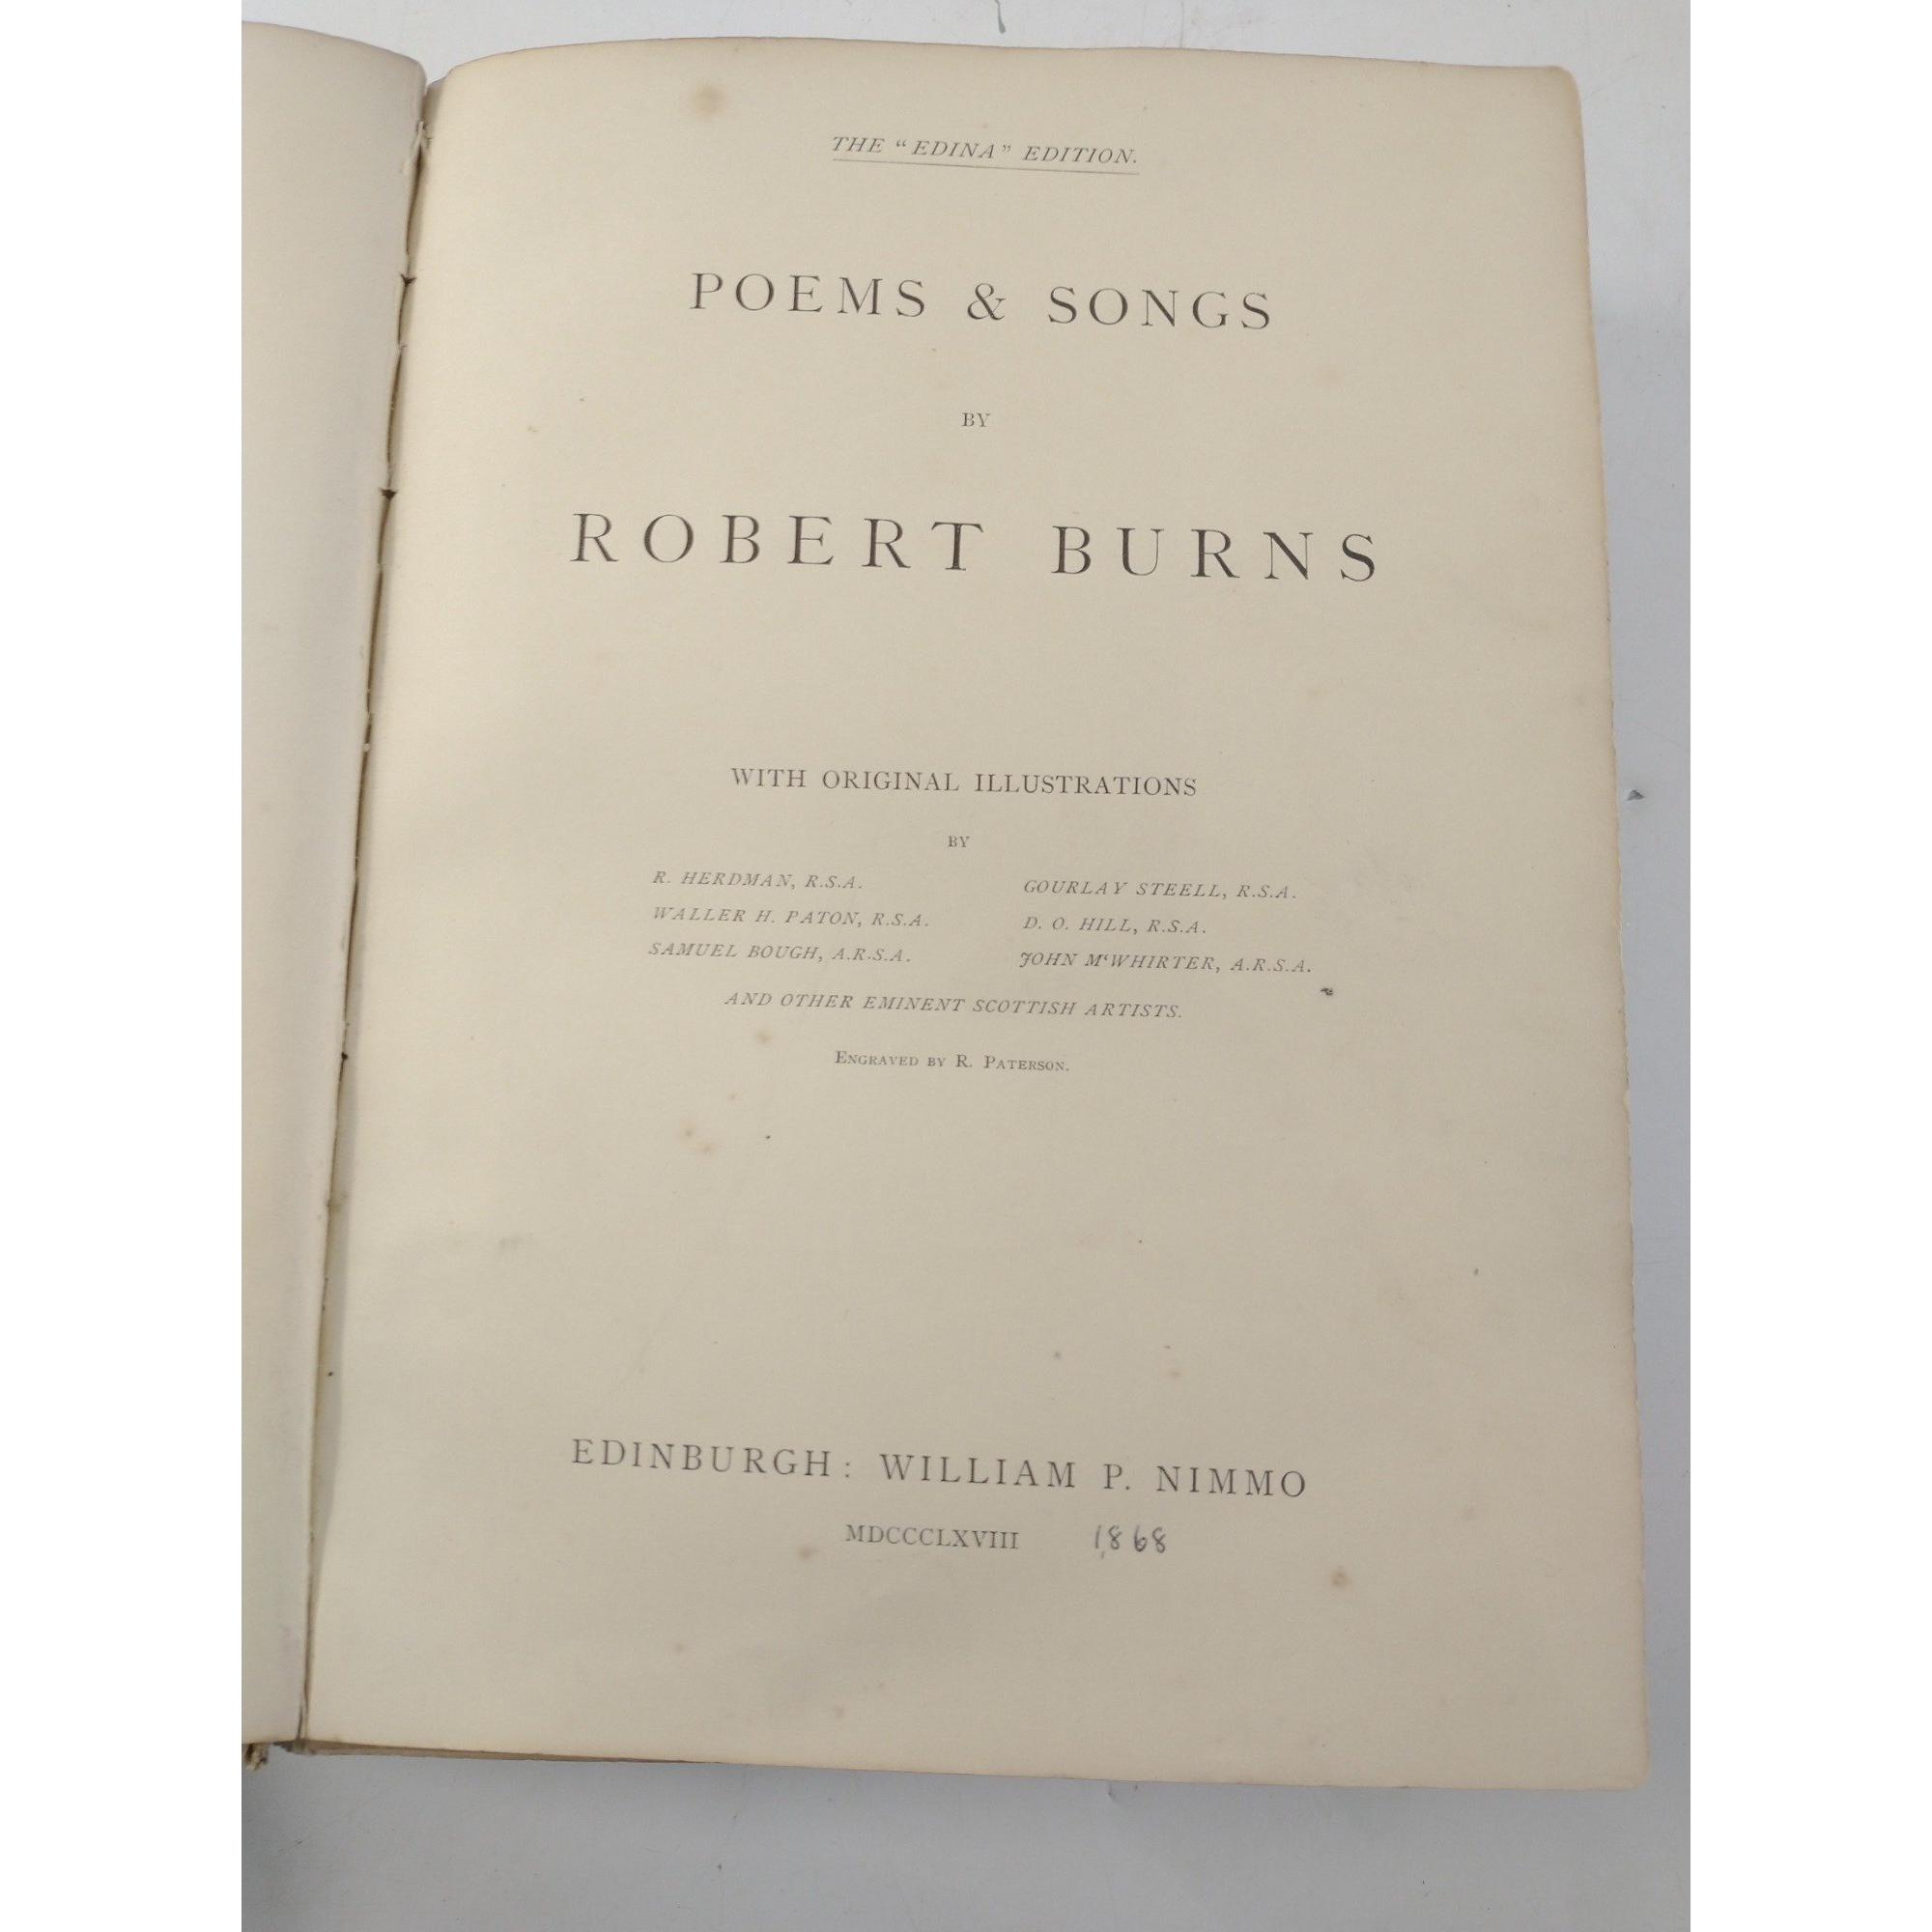 THE "EDINA" EDITION.
POEMS & SONGS
BY
ROBERT BURNS
WITH ORIGINAL ILLUSTRATIONS
BY
R. HERDMAN, R.S.A. GOURLAY STEELL, R.S.A.
WALLER H. PATON, R.S.A. D. O. HILL, R.S.A.
SAMUEL BOUGH, A.R.S.A. JOHN M‘WHIRTER, A.R.S.A.
AND OTHER EMINENT SCOTTISH ARTISTS.
ENGRAVED BY R. PATERSON.
EDINBURGH: WILLIAM P. NIMMO
MDCCCLXVIII 1868